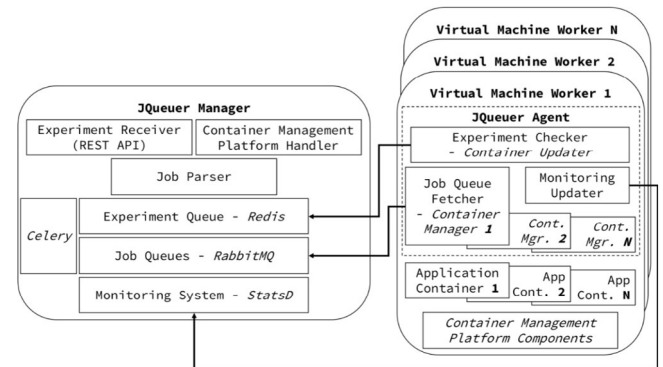 Virtual Machine Worker N
Virtual Machine Worker 2
Virtual Machine Worker 1
JQueuer Manager
Experiment Receiver
(REST API)
Container Management
Platform Handler
Job Parser
Celery
Experiment Queue - Redis
Job Queues - RabbitMQ
Monitoring System - StatsD
JQueuer Agent
Experiment Checker
- Container Updater
Job Queue
Fetcher
- Container
Manager 1
Monitoring
Updater
Cont.
Mgr. 2
Cont.
Mgr. N
Application
Container 1
App
Cont. 2
App
Cont. N
Container Management
Platform Components